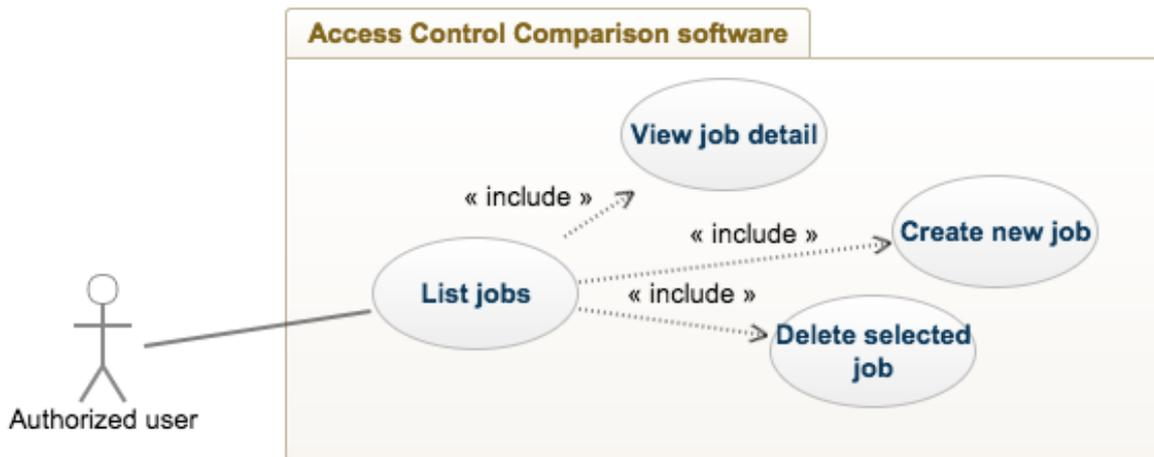 Access Control Comparison software
View job detail
« include »
« include »
Create new job
List jobs
« include »
Delete selected
job
Authorized user